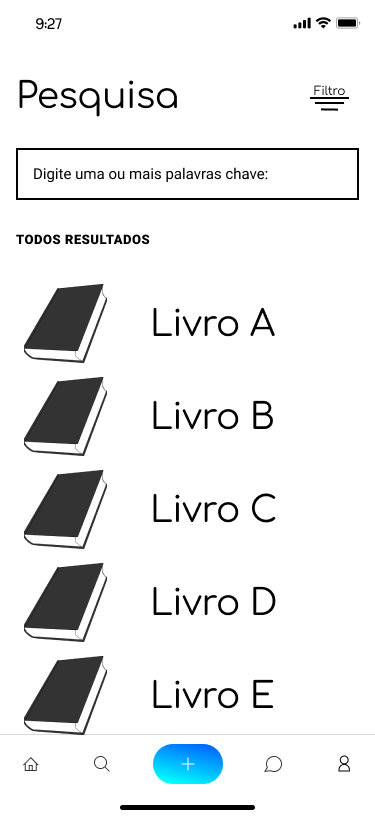 9:27
Pesquisa
Filtro
Digite uma ou mais palavras chave:
TODOS RESULTADOS
Livro A
Livro B
Livro C
Livro D
Livro E